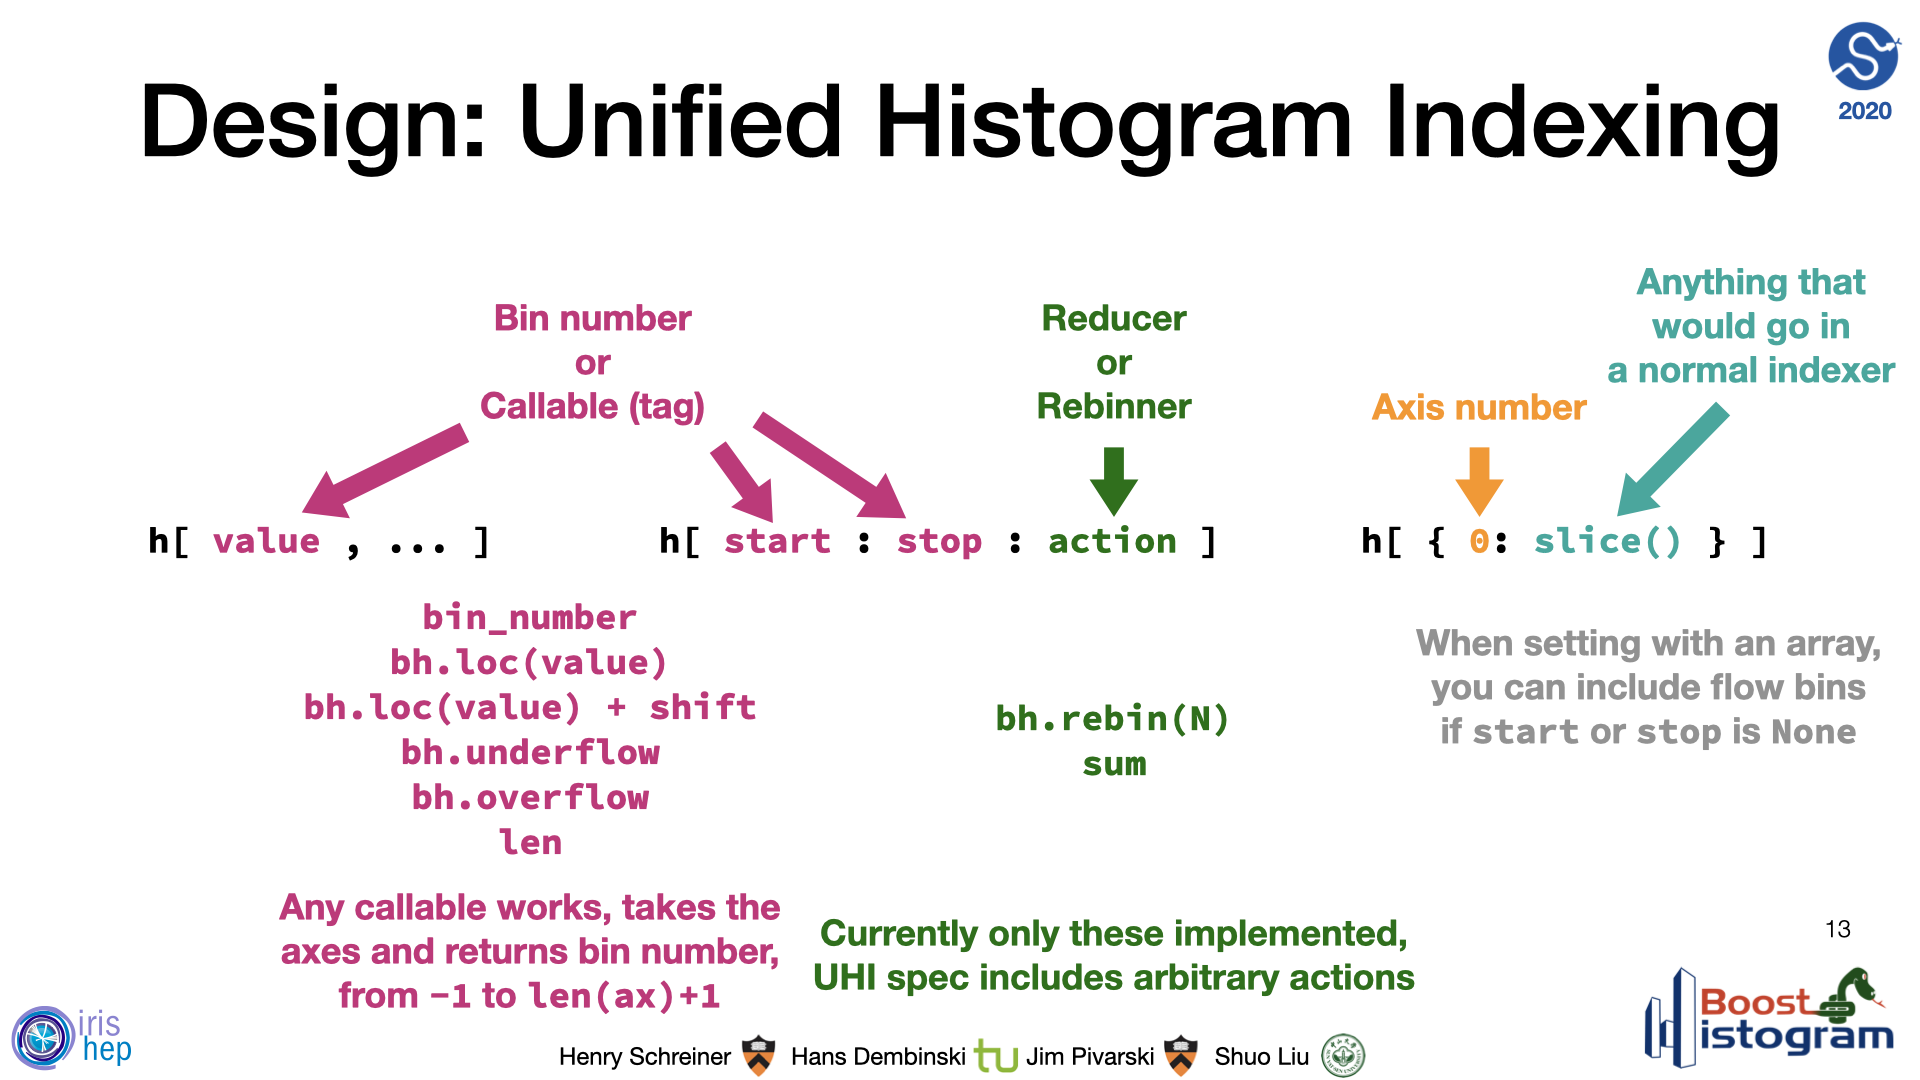 Design: Unified Histogram Indexing
2020
Bin number
or
Callable (tag)
Reducer
or
Rebinner
Axis number
Anything that
would go in
a normal indexer
h[ value , ... ]
h[ start : stop : action ]
h[ { 0: slice() } ]
bin_number
bh.loc(value)
bh.loc(value) + shift
bh.underflow
bh.overflow
len
Any callable works, takes the
axes and returns bin number,
from -1 to len(ax)+1
bh.rebin(N)
sum
Currently only these implemented,
UHI spec includes arbitrary actions
When setting with an array,
you can include flow bins
if start or stop is None
13
iris
hep
Henry Schreiner Hans Dembinski tu Jim Pivarski Shuo Liu
Boost
Histogram